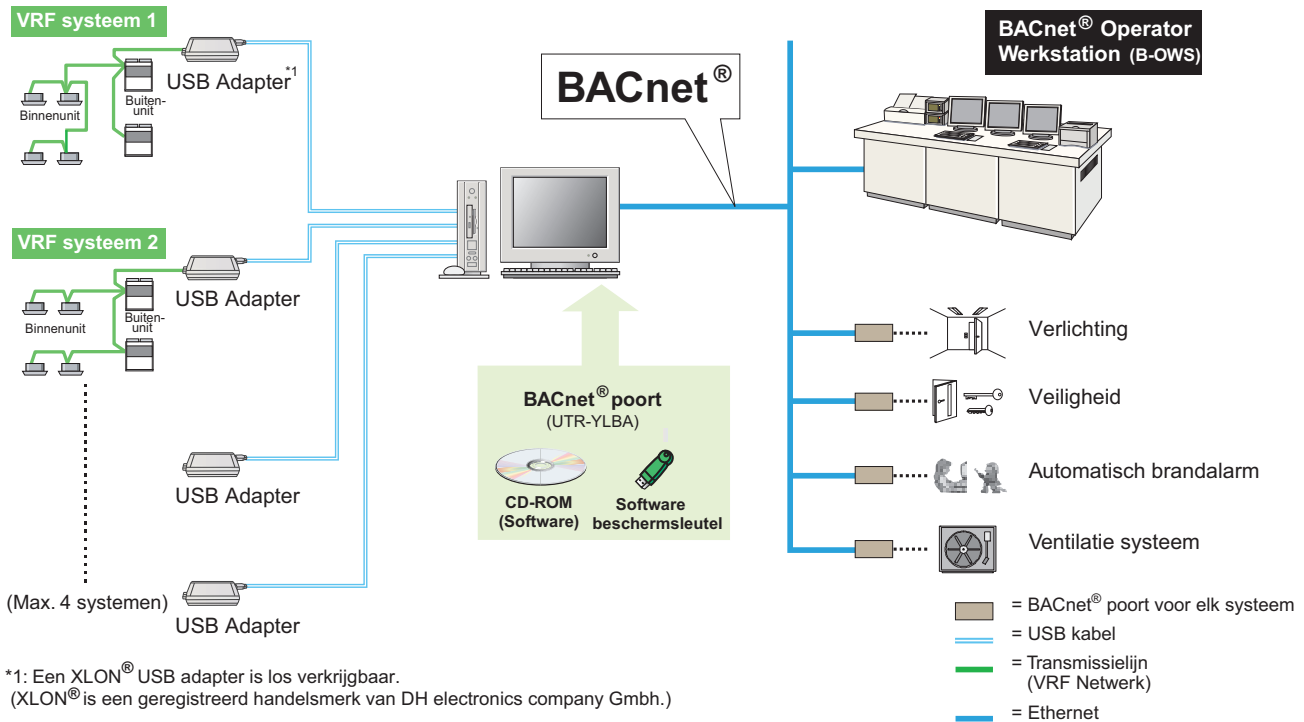 VRF systeem 1
USB Adapter*1
Binnenunit
Buiten-
unit
VRF systeem 2
USB Adapter
Binnenunit
Buiten-
unit
USB Adapter
(Max. 4 systemen)
USB Adapter
BACnet®
BACnet® poort
(UTR-YLBA)
CD-ROM
(Software)
Software
beschermsleutel
BACnet® Operator
Werkstation (B-OWS)
Verlichting
Veiligheid
Automatisch brandalarm
Ventilatie systeem
= BACnet® poort voor elk systeem
= USB kabel
= Transmissielijn
(VRF Netwerk)
= Ethernet
*1: Een XLON® USB adapter is los verkrijgbaar.
(XLON® is een geregistreerd handelsmerk van DH electronics company Gmbh.)